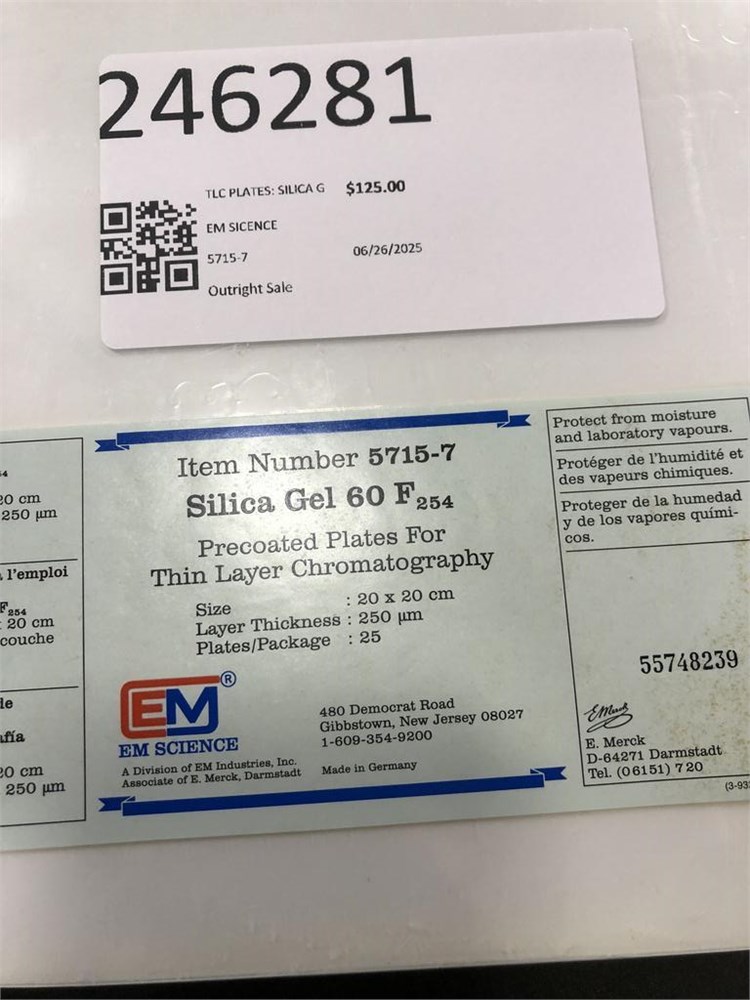 246281
TLC PLATES: SILICA G $125.00
EM SICENCE
5715-7 06/26/2025
Outright Sale
20 cm
250 µm
l'emploi
F254
20 cm
couche
de
20 cm
250 µm
Item Number 5715-7
Silica Gel 60 F254
Precoated Plates For
Thin Layer Chromatography
Size : 20 x 20 cm
Layer Thickness : 250 µm
Plates/Package : 25
EM®
EM SCIENCE
A Division of EM Industries, Inc.
Associate of E. Merck, Darmstadt
480 Democrat Road
Gibbstown, New Jersey 08027
1-609-354-9200
Made in Germany
Protect from moisture
and laboratory vapours.
Protéger de l'humidité et
des vapeurs chimiques.
Proteger de la humedad
y de los vapores quími-
cos.
55748239
E. Merck
E. Merck
D-64271 Darmstadt
Tel. (06151) 7 20